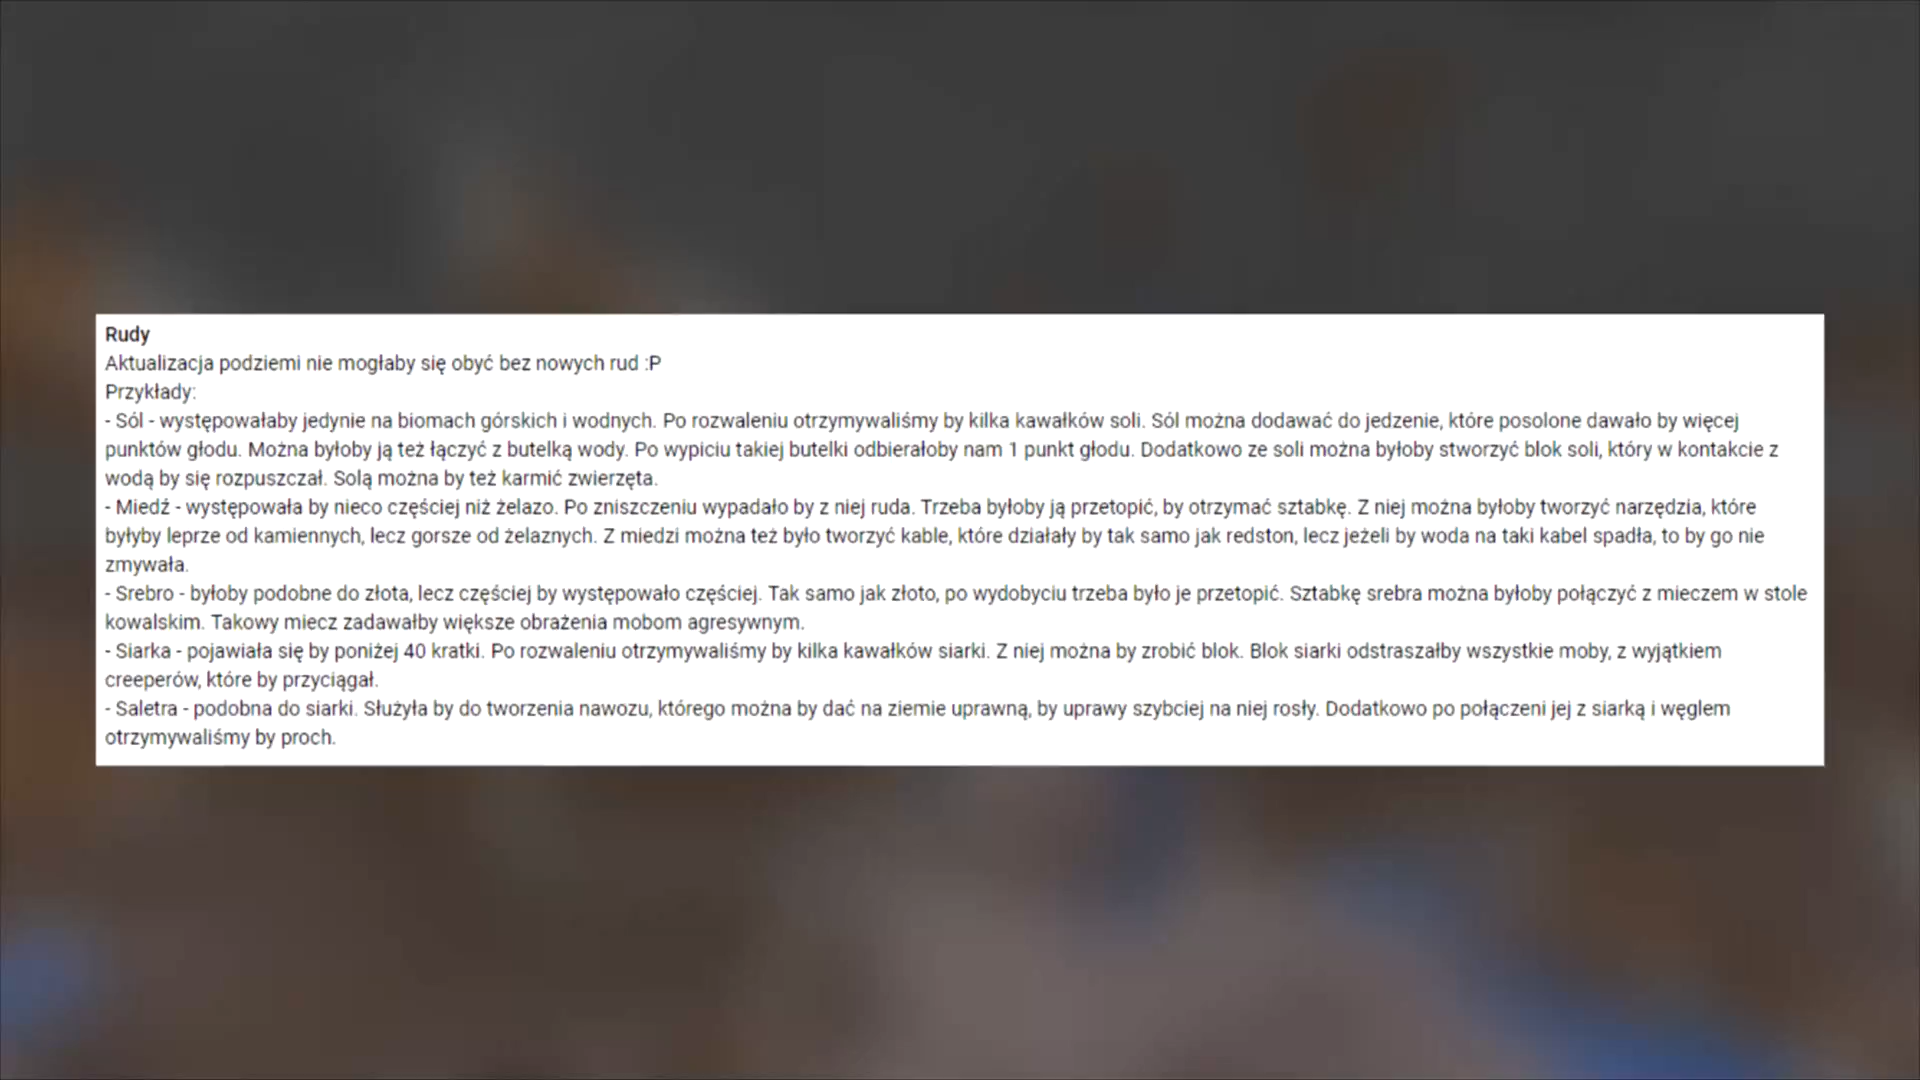 Rudy
Aktualizacja podziemi nie mogłaby się obyć bez nowych rud :P
Przykłady:
- Sól - występowałaby jedynie na biomach górskich i wodnych. Po rozwaleniu otrzymywaliśmy by kilka kawałków soli. Sól można dodawać do jedzenie, które posolone dawało by więcej
punktów głodu. Można byłoby ją też łączyć z butelką wody. Po wypiciu takiej butelki odbierałoby nam 1 punkt głodu. Dodatkowo ze soli można byłoby stworzyć blok soli, który w kontakcie z
wodą by się rozpuszczał. Solą można by też karmić zwierzęta.
- Miedź - występowała by nieco częściej niż żelazo. Po zniszczeniu wypadało by z niej ruda. Trzeba byłoby ją przetopić, by otrzymać sztabkę. Z niej można byłoby tworzyć narzędzia, które
byłyby leprze od kamiennych, lecz gorsze od żelaznych. Z miedzi można też było tworzyć kable, które działały by tak samo jak redston, lecz jeżeli by woda na taki kabel spadła, to by go nie
zmywała.
- Srebro - byłoby podobne do złota, lecz częściej by występowało częściej. Tak samo jak złoto, po wydobyciu trzeba było je przetopić. Sztabkę srebra można byłoby połączyć z mieczem w stole
kowalskim. Takowy miecz zadawałby większe obrażenia mobom agresywnym.
- Siarka - pojawiała się by poniżej 40 kratki. Po rozwaleniu otrzymywaliśmy by kilka kawałków siarki. Z niej można by zrobić blok. Blok siarki odstraszałby wszystkie moby, z wyjątkiem
creeperów, które by przyciągał.
- Saletra - podobna do siarki. Służyła by do tworzenia nawozu, którego można by dać na ziemie uprawną, by uprawy szybciej na niej rosły. Dodatkowo po połączeni jej z siarką i węglem
otrzymywaliśmy by proch.